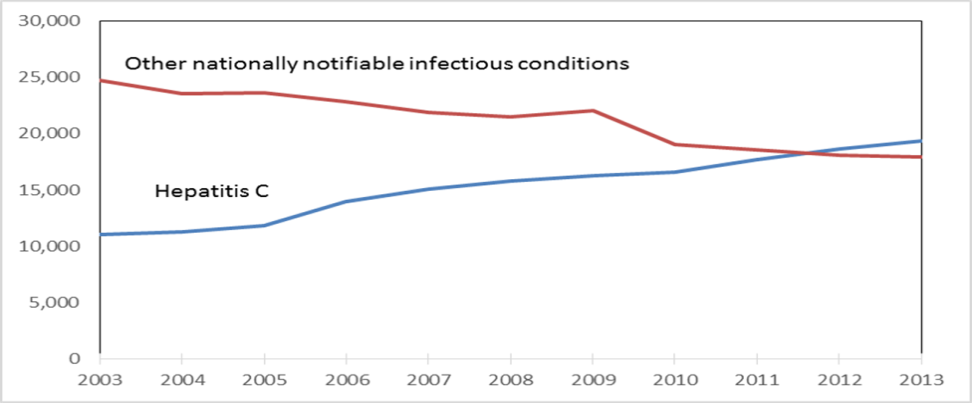 30,000
Other nationally notifiable infectious conditions
25,000
20,000
Hepatitis C
15,000
10,000
5,000
0
2003 2004 2005 2006 2007 2008 2009 2010 2011 2012 2013